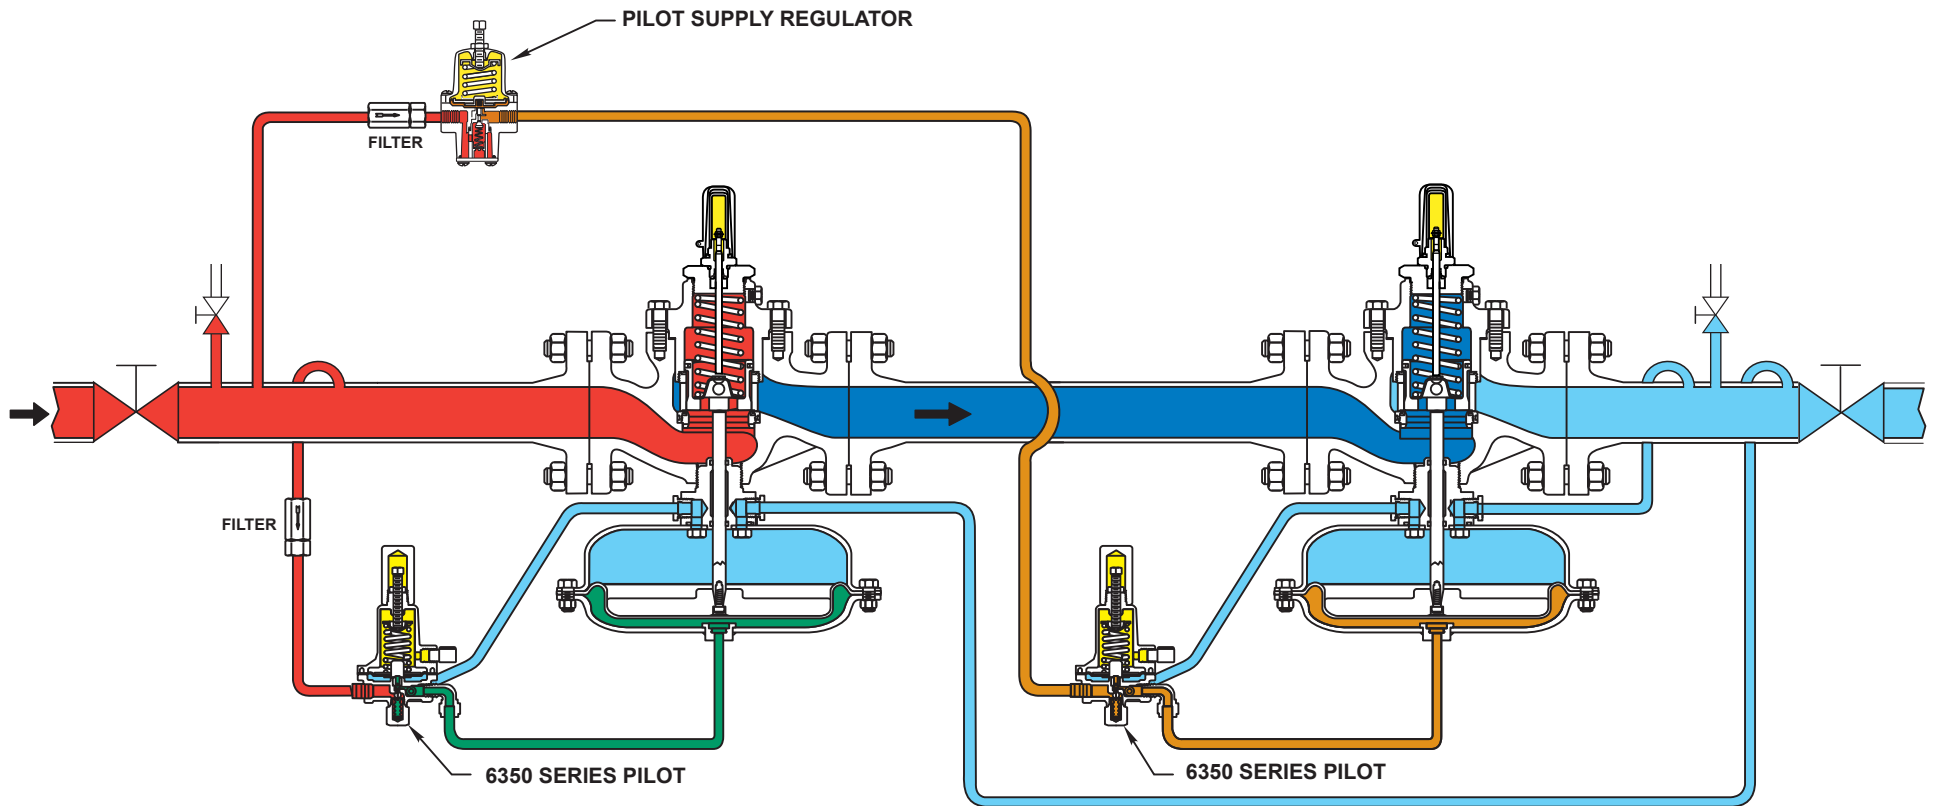 PILOT SUPPLY REGULATOR
FILTER
FILTER
6350 SERIES PILOT
6350 SERIES PILOT